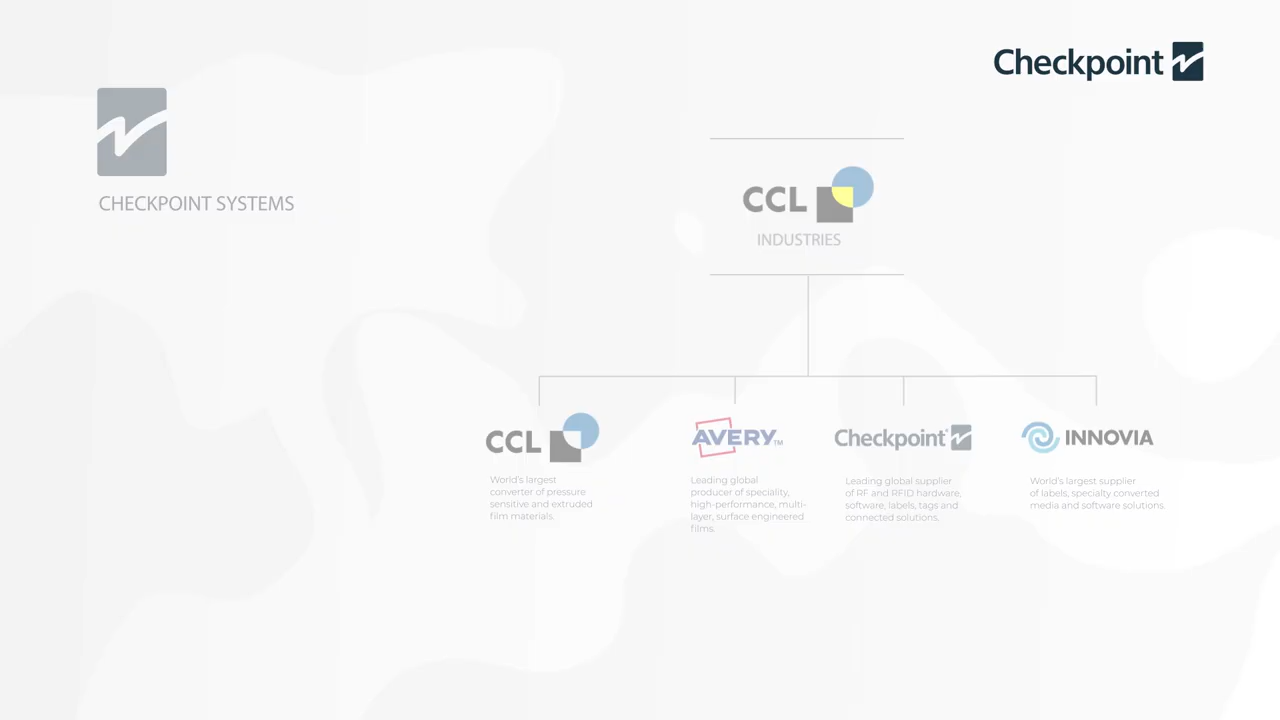 Checkpoint
CHECKPOINT SYSTEMS
CCL
INDUSTRIES
CCL
World's largest
converter of pressure
sensitive and extruded
film materials.
AVERY™
Leading global
producer of speciality,
high-performance, multi-
layer, surface engineered
films.
Checkpoint®
Leading global supplier
of RF and RFID hardware,
software, labels, tags and
connected solutions.
INNOVIA
World's largest supplier
of labels, specialty converted
media and software solutions.